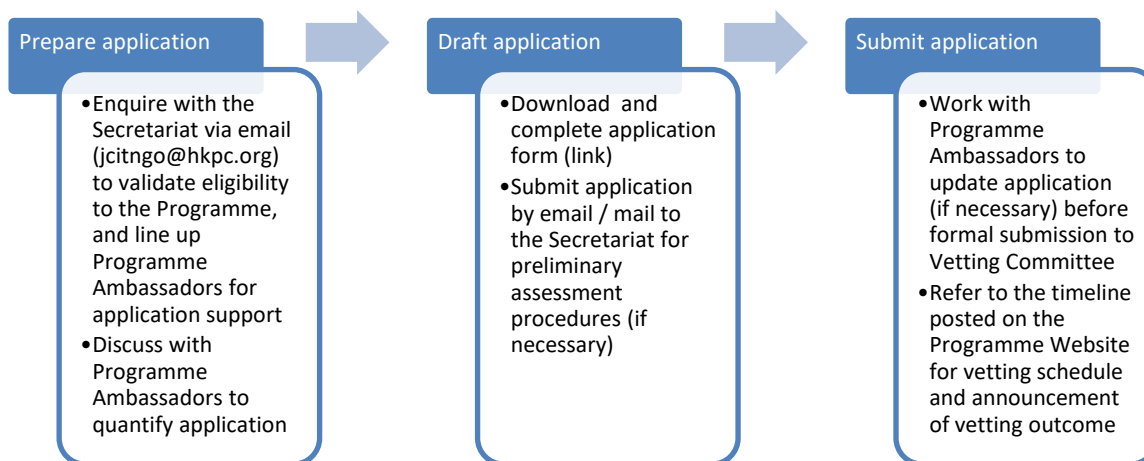 Prepare application
•Enquire with the
Secretariat via email
(jcitngo@hkpc.org)
to validate eligibility
to the Programme,
and line up
Programme
Ambassadors for
application support
•Discuss with
Programme
Ambassadors to
quantify application
Draft application
•Download and
complete application
form (link)
•Submit application
by email / mail to
the Secretariat for
preliminary
assessment
procedures (if
necessary)
Submit application
•Work with
Programme
Ambassadors to
update application
(if necessary) before
formal submission to
Vetting Committee
•Refer to the timeline
posted on the
Programme Website
for vetting schedule
and announcement
of vetting outcome